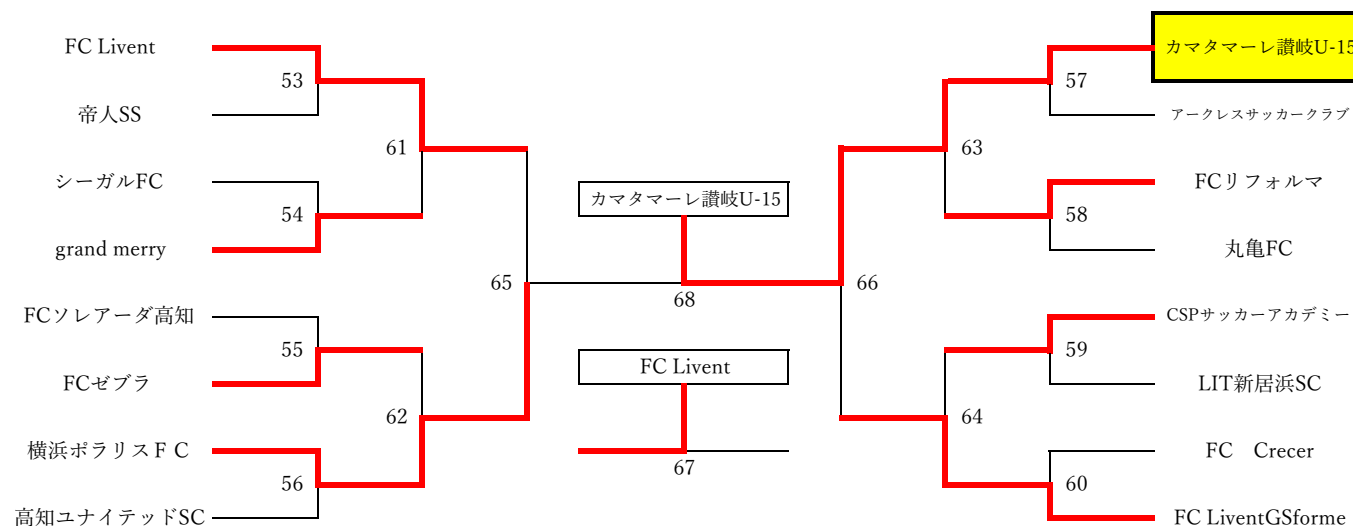 FC Livent
53
帝人SS
61
シーガルFC
54
grand merry
65
FCソレアーダ高知
55
FCゼブラ
62
横浜ポラリスＦＣ
56
高知ユナイテッドSC
カマタマーレ讃岐U-15
68
FC Livent
67
カマタマーレ讃岐U-15
57
アークレスサッカークラブ
63
FCリフォルマ
58
丸亀FC
66
CSPサッカーアカデミー
59
LIT新居浜SC
64
FC　Crecer
60
FC LiventGSforme